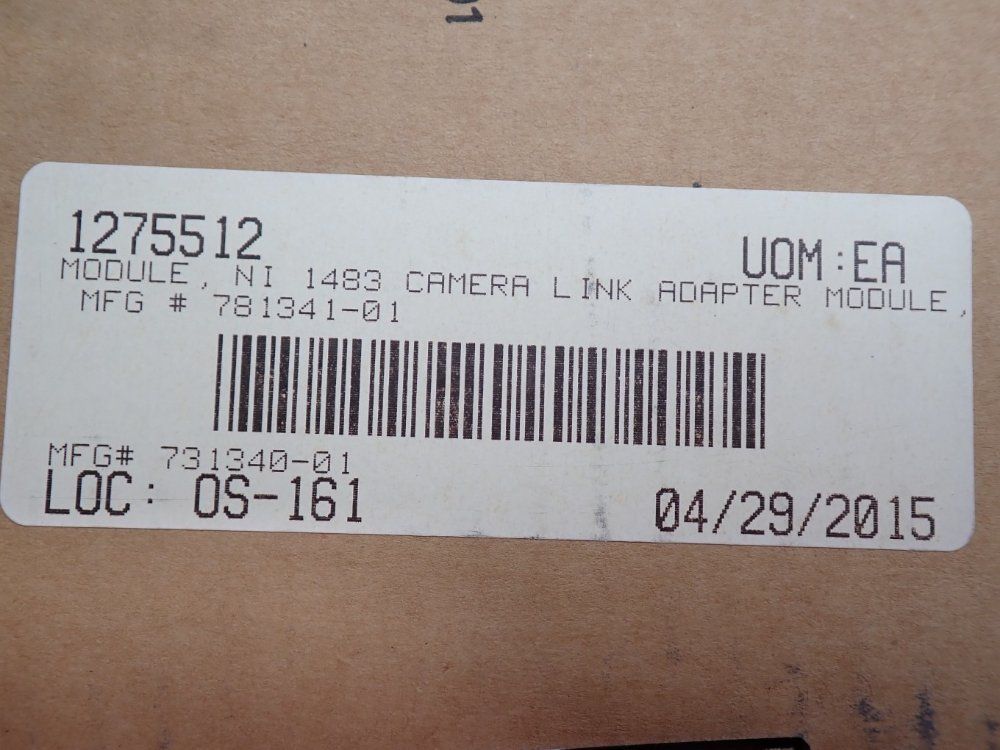 01
1275512 UOM:EA
MODULE, NI 1483 CAMERA LINK ADAPTER MODULE,
MFG # 781341-01
MFG# 731340-01
LOC: OS-161 04/29/2015